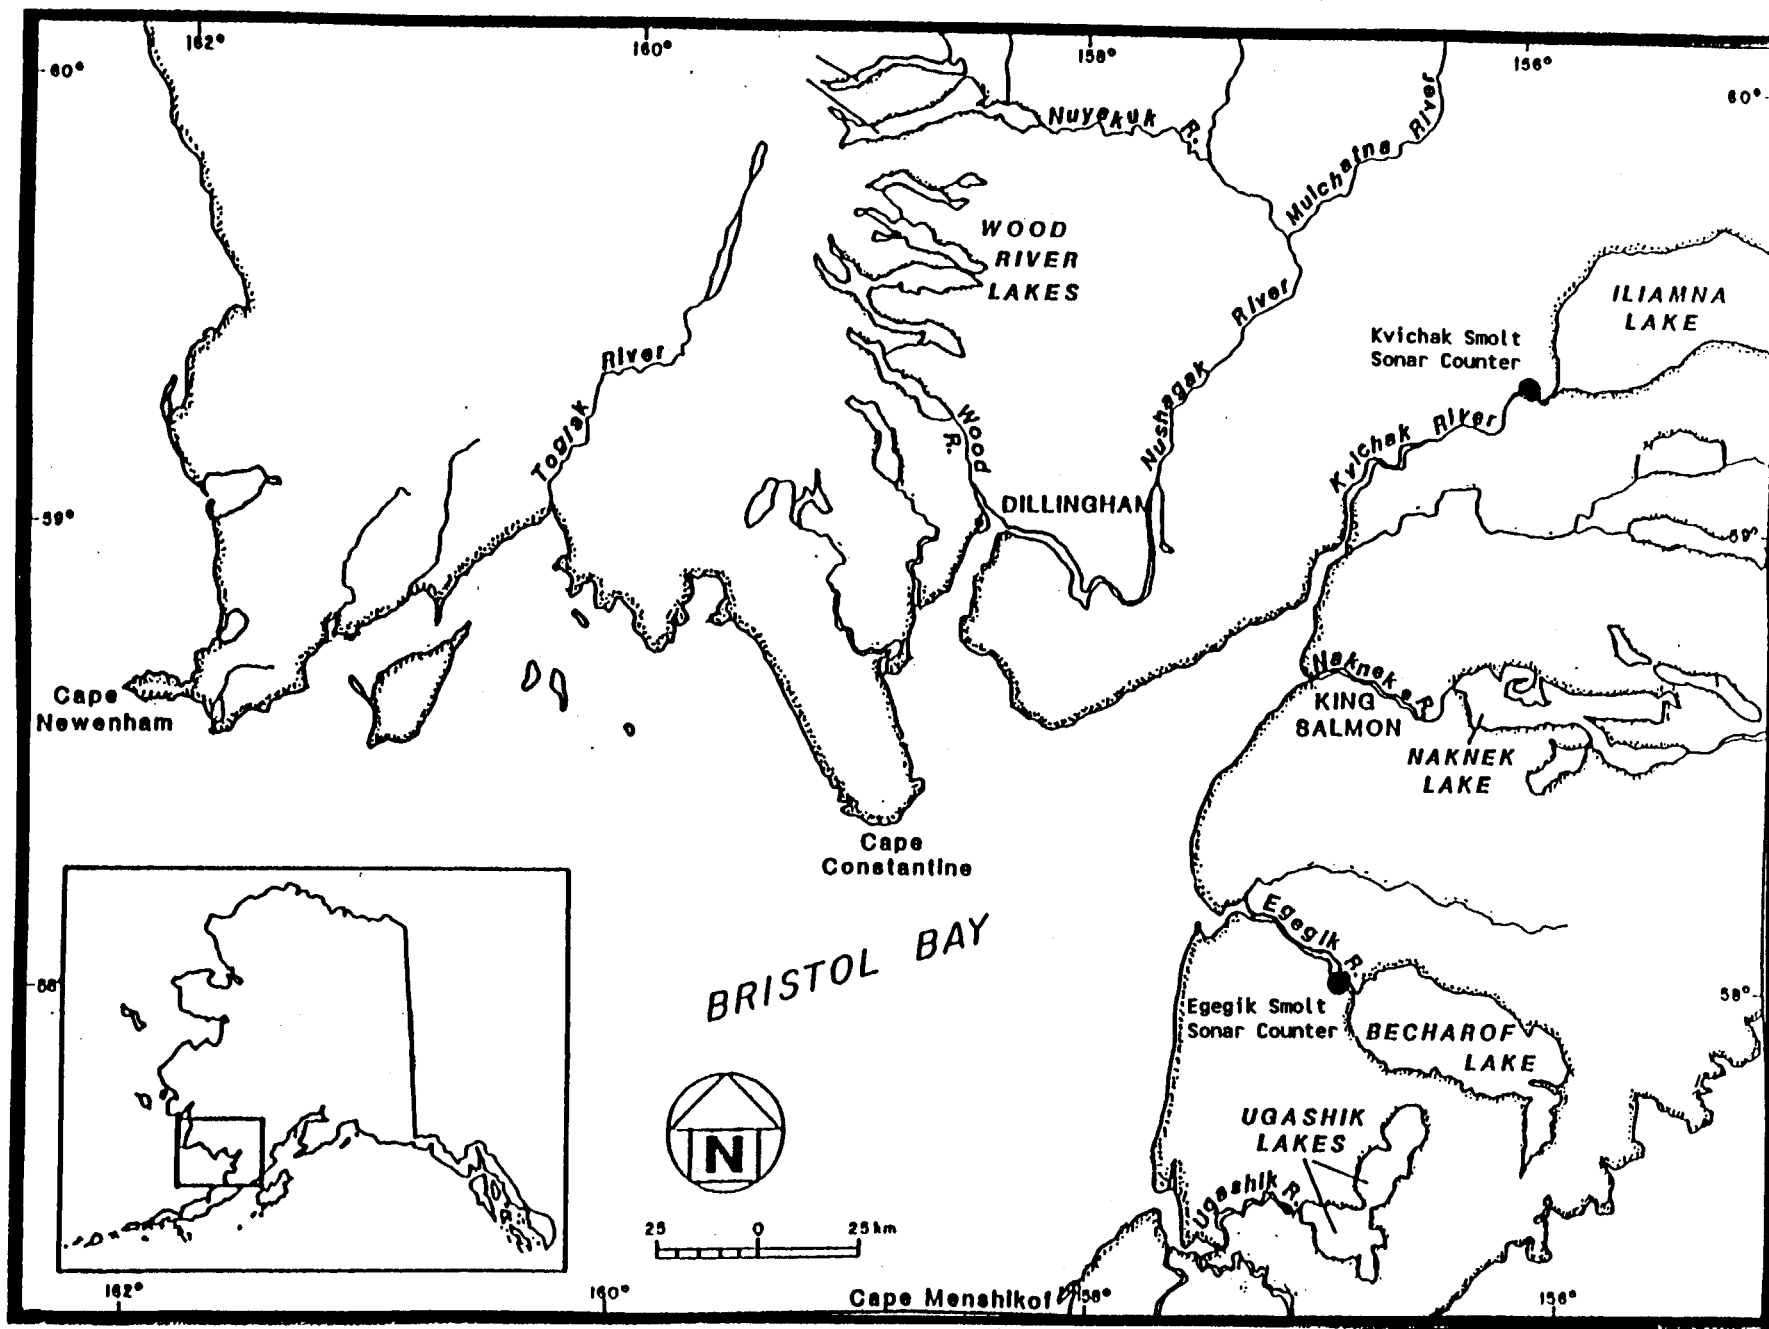 162°
160°
158°
156°
60°
60°
Nuyakuk R.
Mulchatna River
WOOD
RIVER
LAKES
ILIAMNA
LAKE
Kvichak Smolt
Sonar Counter
Togiak River
Wood R.
Nushagak River
Kvichak River
59°
DILLINGHAM
59°
Cape
Newenham
Naknek R.
KING
SALMON
NAKNEK
LAKE
Cape
Constantine
BRISTOL BAY
Egegik R.
58°
58°
Egegik Smolt
Sonar Counter
BECHAROF
LAKE
UGASHIK
LAKES
Ugashik R.
N
25 0 25km
Cape Menshikof
162°
160°
158°
156°